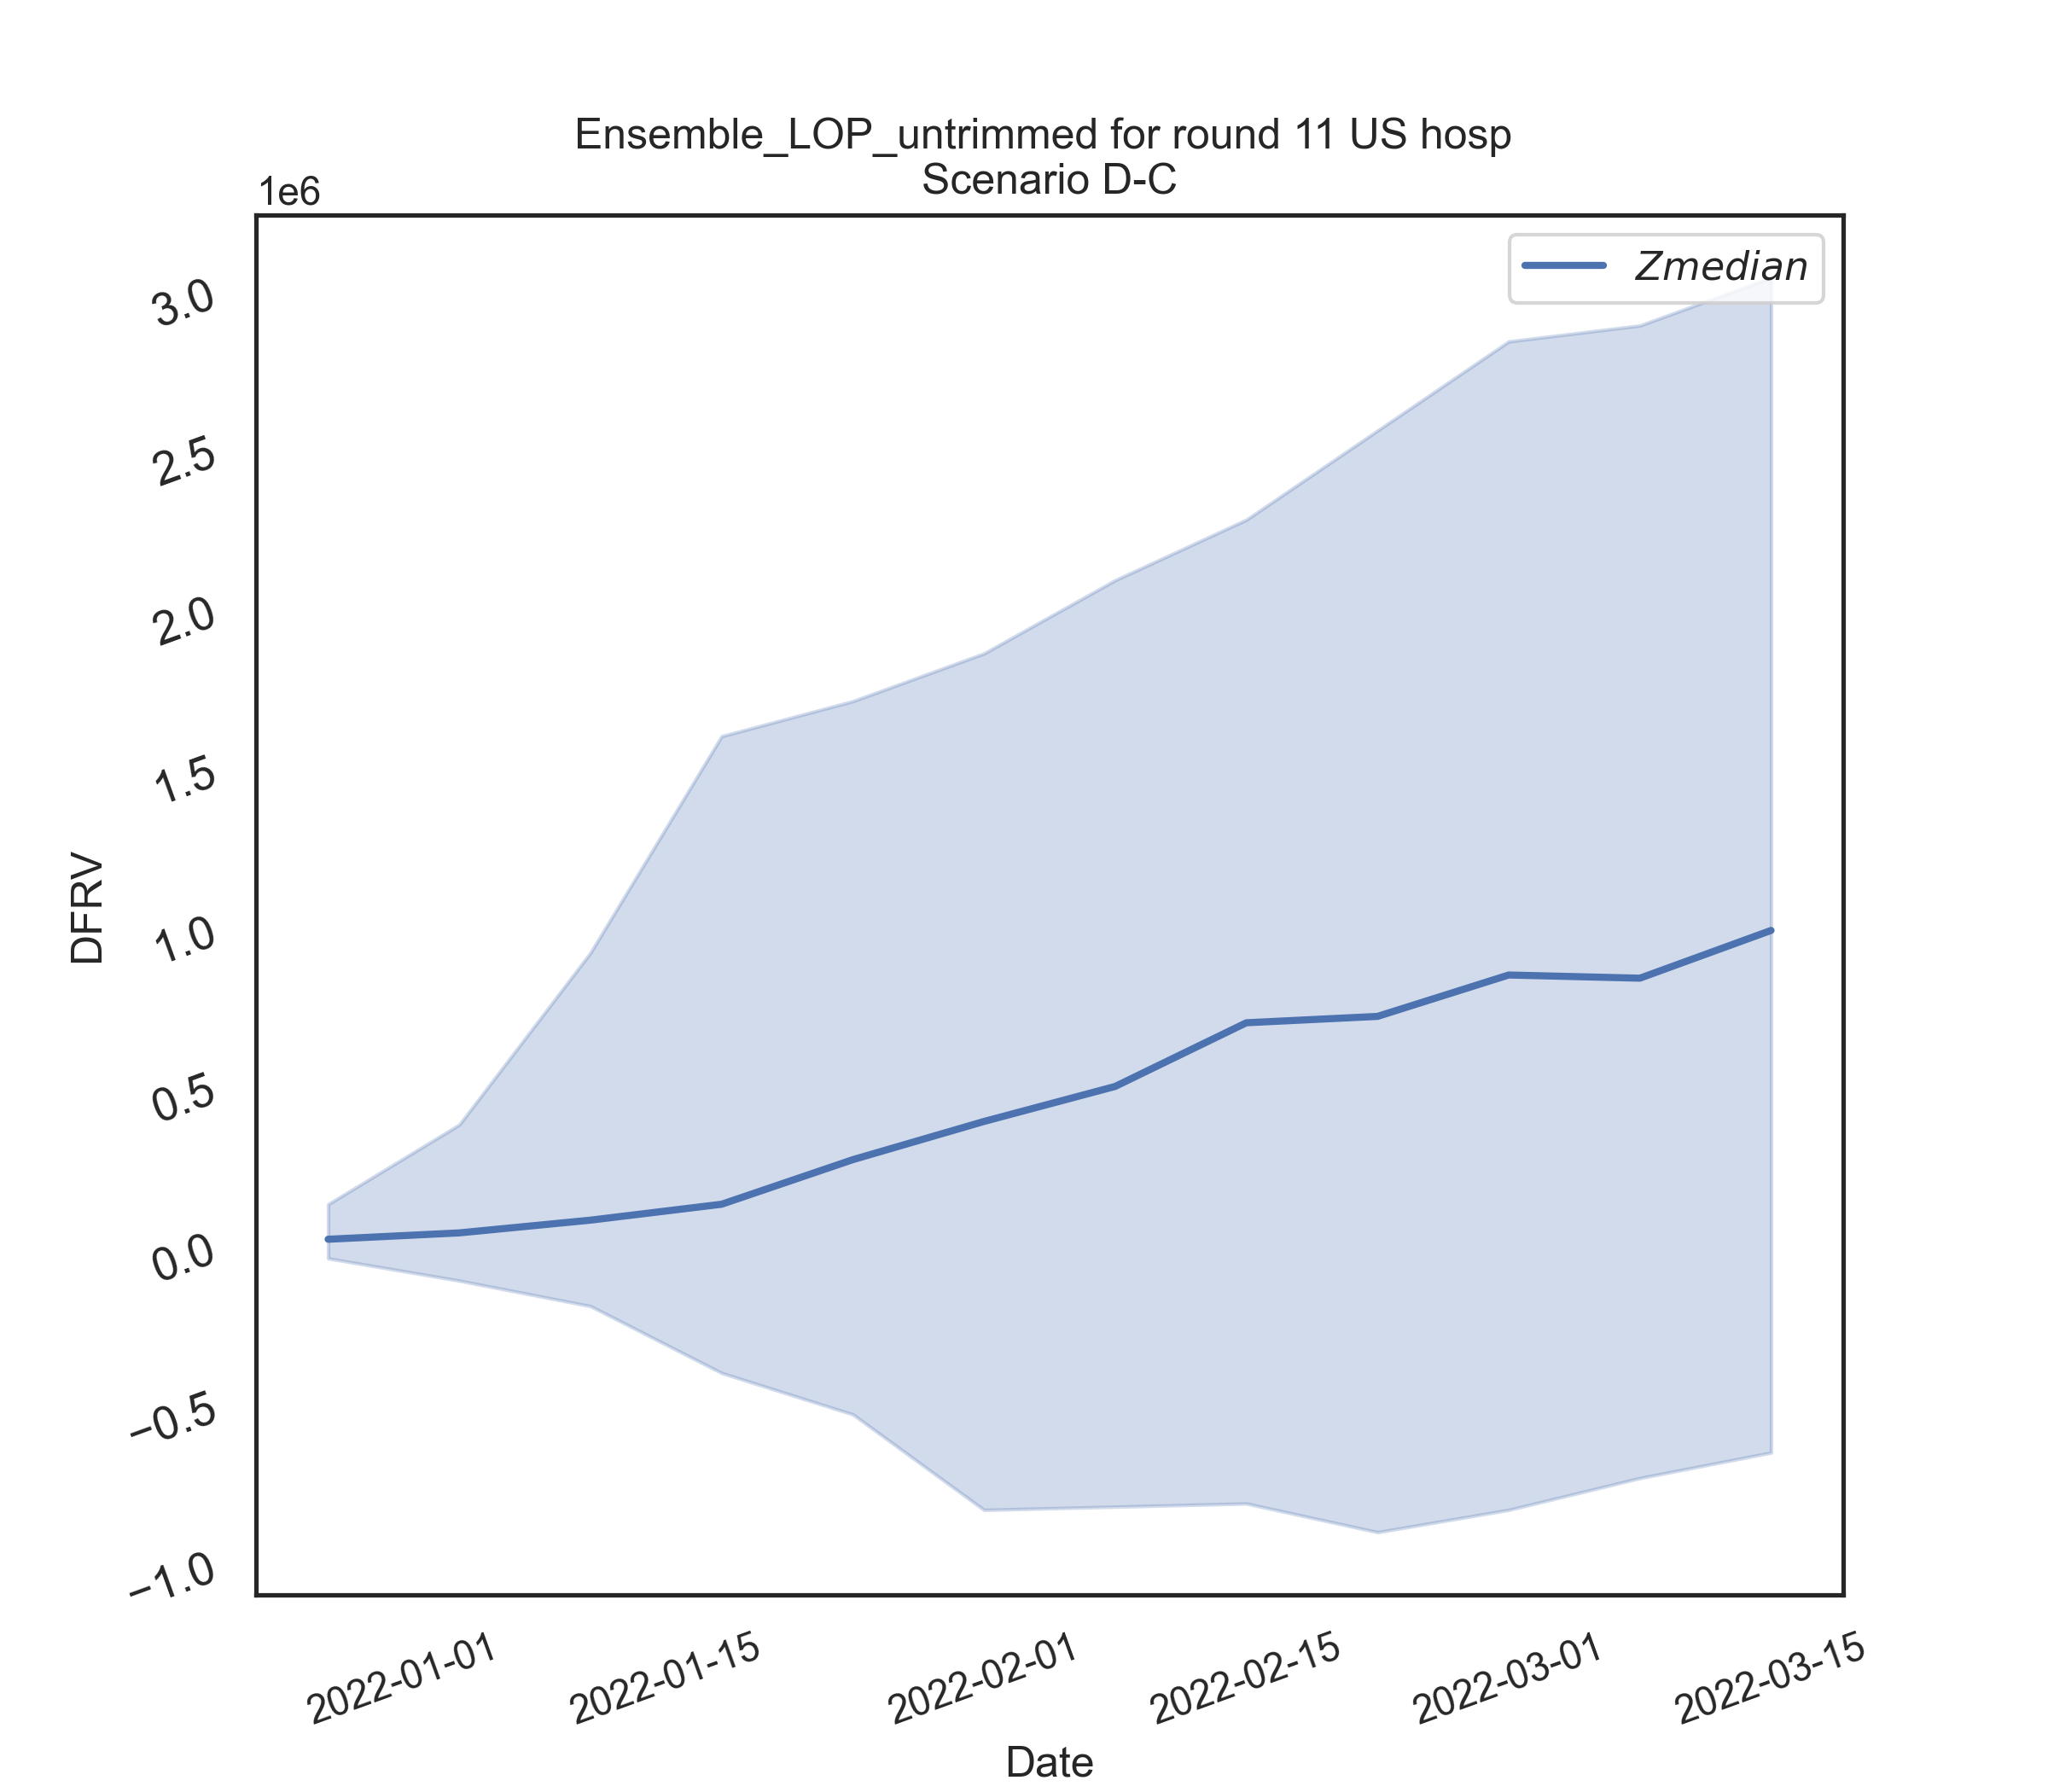 Ensemble_LOP_untrimmed for round 11 US hosp
Scenario D-C
1e6
Zmedian
3.0
2.5
2.0
1.5
1.0
0.5
0.0
−0.5
−1.0
DFRV
2022-01-01
2022-01-15
2022-02-01
2022-02-15
2022-03-01
2022-03-15
Date